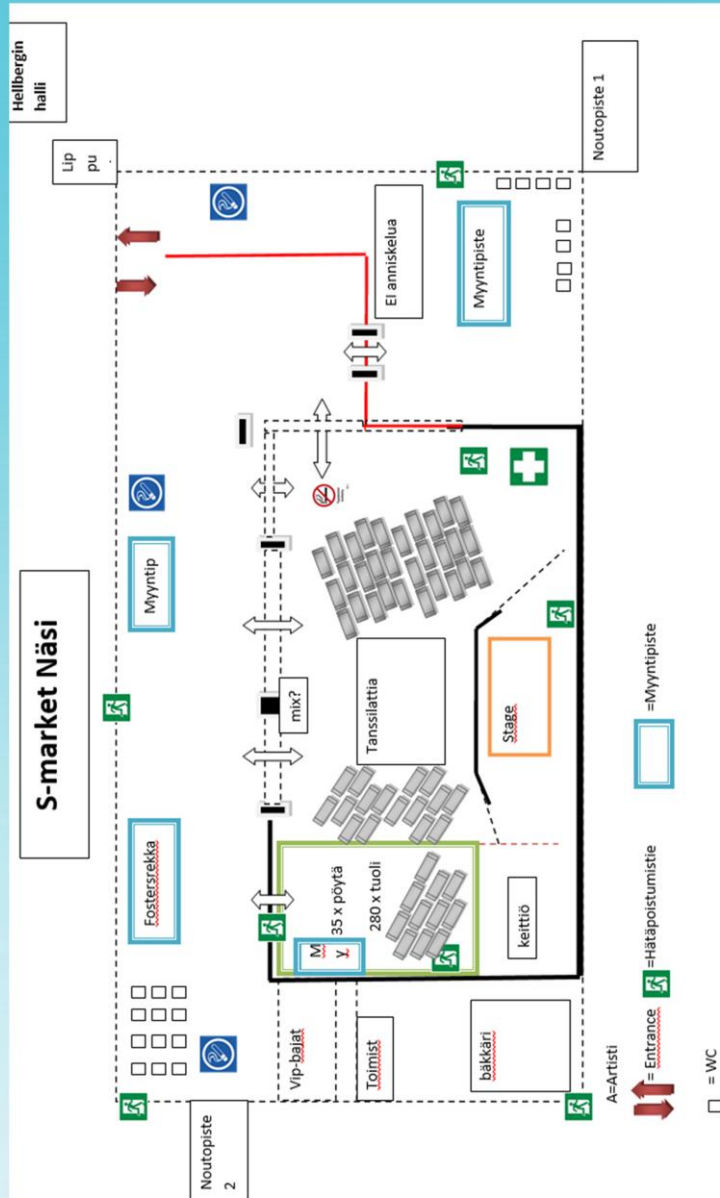 Hellbergin
halli
Lip
pu
Noutopiste 1
EI anniskelua
Myyntipiste
S-market Näsi
Myyntip
Fostersrekka
mix?
Tanssilattia
Stage
M
y
35 x pöytä
280 x tuoli
keittiö
Vip-bajat
Toimist
bäkkäri
Noutopiste
2
A=Artisti
= Entrance
=Hätäpoistumistie
=Myyntipiste
= WC